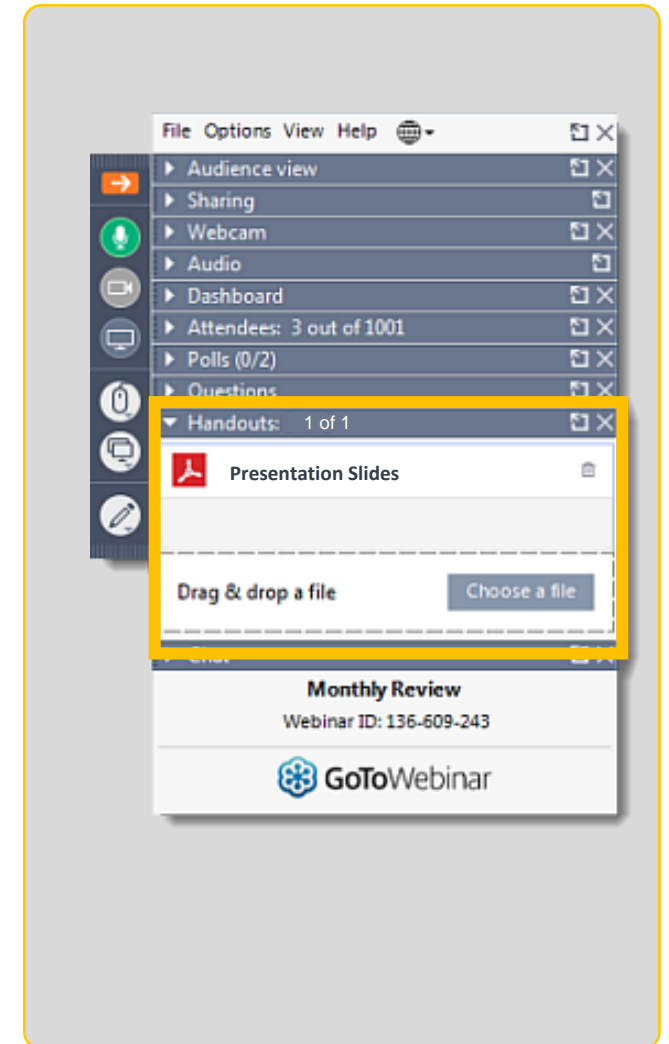 File Options View Help
Audience view
Sharing
Webcam
Audio
Dashboard
Attendees: 3 out of 1001
Polls (0/2)
Questions
Handouts: 1 of 1
Presentation Slides
Drag & drop a file
Choose a file
Chat
Monthly Review
Webinar ID: 136-609-243
GoToWebinar